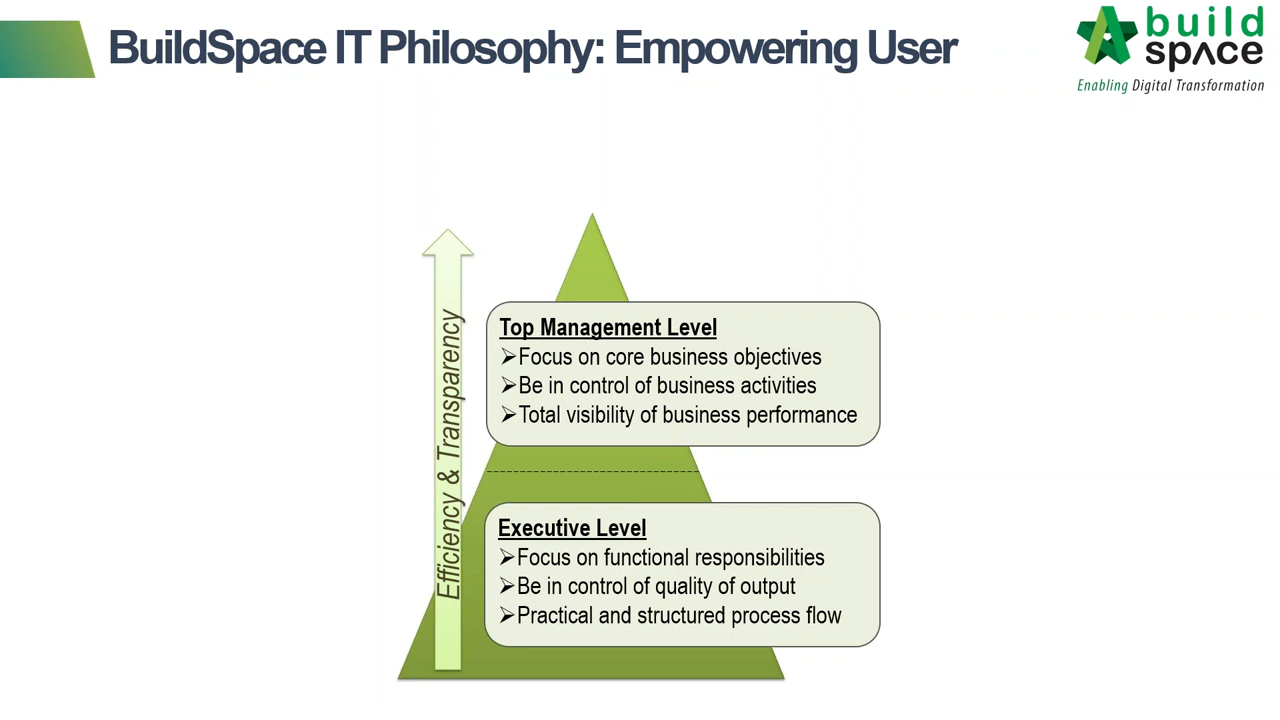 BuildSpace IT Philosophy: Empowering User
build
space
Enabling Digital Transformation
Efficiency & Transparency
Top Management Level
➢Focus on core business objectives
➢Be in control of business activities
➢Total visibility of business performance
Executive Level
➢Focus on functional responsibilities
➢Be in control of quality of output
➢Practical and structured process flow